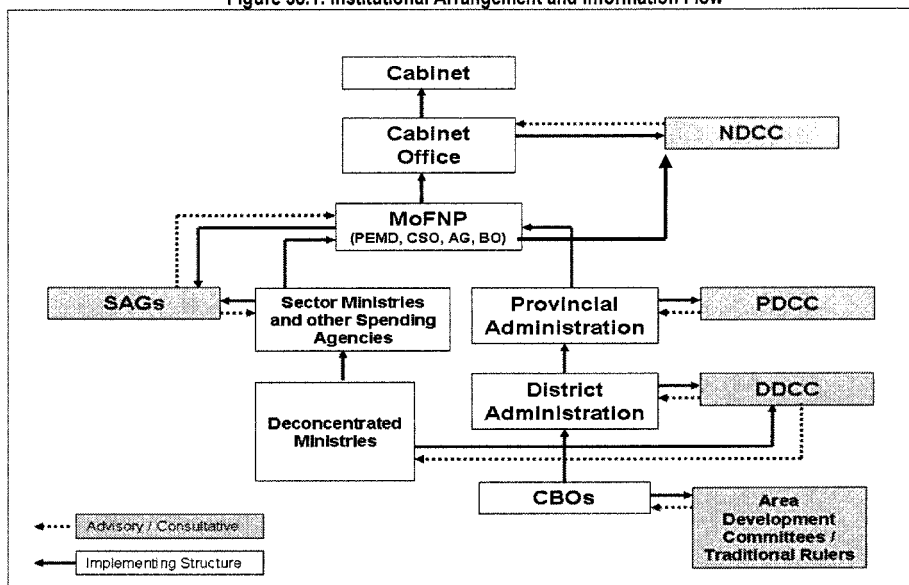 Figure 38.1: Institutional Arrangement and Information Flow
Cabinet
Cabinet
Office
NDCC
MoFNP
(PEMD, CSO, AG, BO)
SAGs
Sector Ministries
and other Spending
Agencies
Provincial
Administration
PDCC
Deconcentrated
Ministries
District
Administration
DDCC
CBOs
Area
Development
Committees /
Traditional Rulers
Advisory / Consultative
Implementing Structure